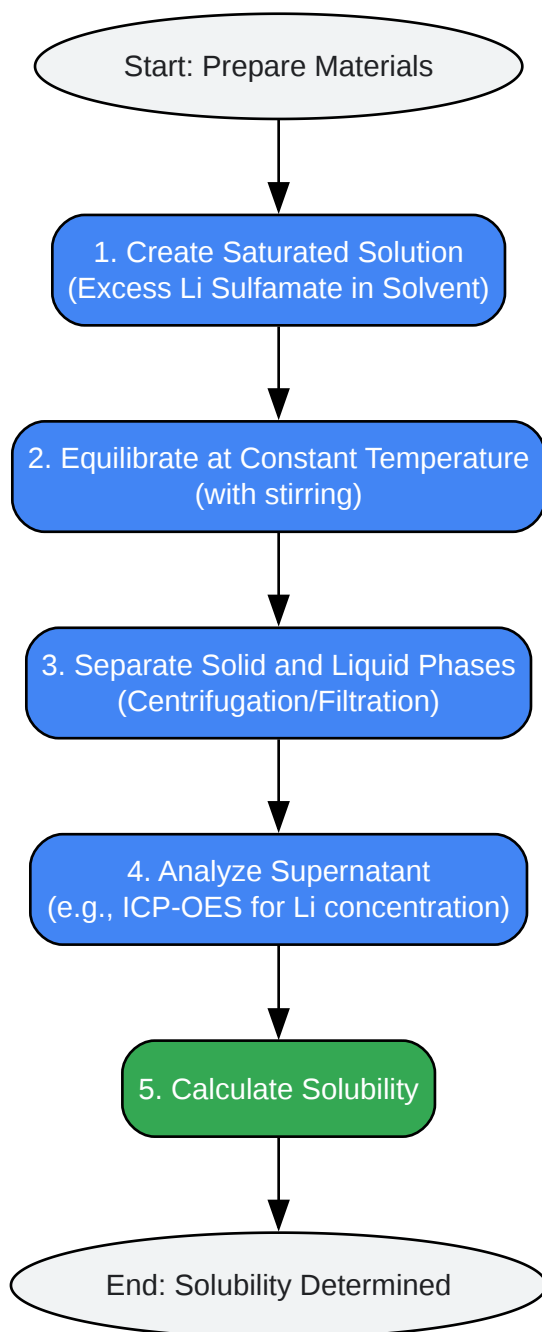 Start: Prepare Materials
1. Create Saturated Solution
(Excess Li Sulfamate in Solvent)
2. Equilibrate at Constant Temperature
(with stirring)
3. Separate Solid and Liquid Phases
(Centrifugation/Filtration)
4. Analyze Supernatant
(e.g., ICP-OES for Li concentration)
5. Calculate Solubility
End: Solubility Determined